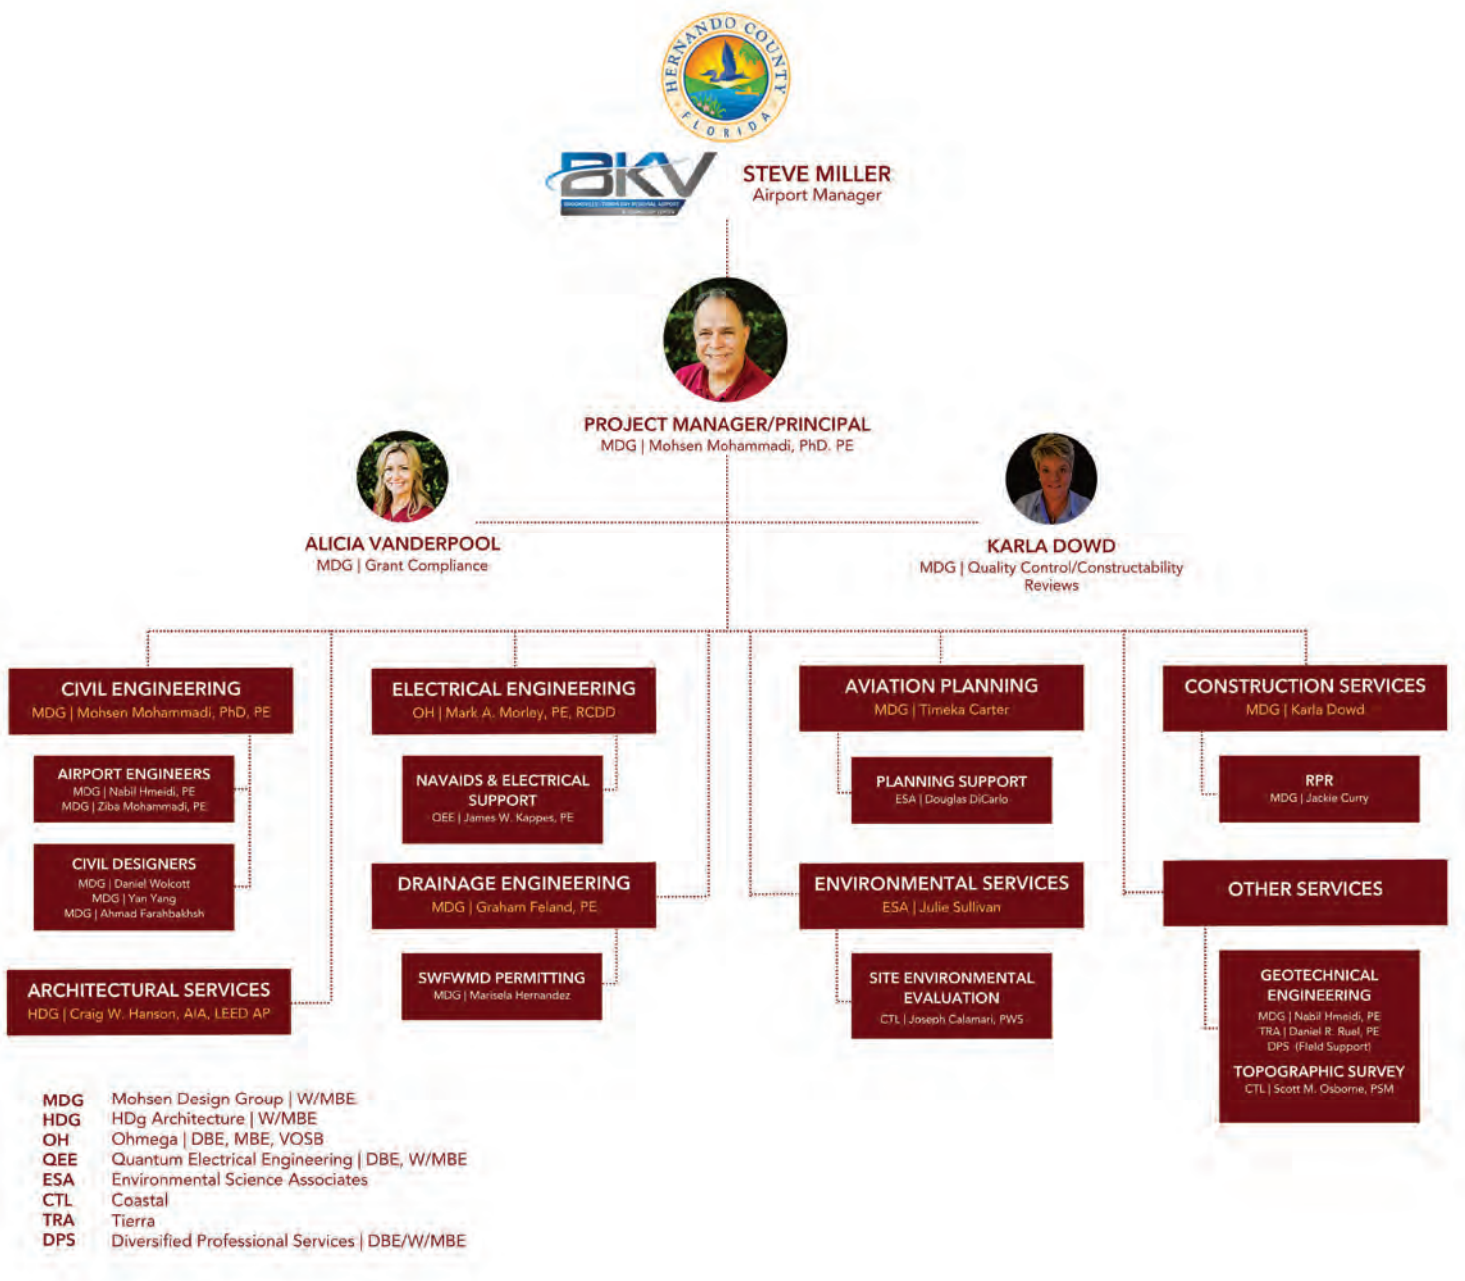 HERNANDO COUNTY
FLORIDA
BKV
STEVE MILLER
Airport Manager
PROJECT MANAGER/PRINCIPAL
MDG | Mohsen Mohammadi, PhD. PE
ALICIA VANDERPOOL
MDG | Grant Compliance
KARLA DOWD
MDG | Quality Control/Constructability
Reviews
CIVIL ENGINEERING
MDG | Mohsen Mohammadi, PhD, PE
AIRPORT ENGINEERS
MDG | Nabil Hmeidi, PE
MDG | Ziba Mohammadi, PE
CIVIL DESIGNERS
MDG | Daniel Wolcott
MDG | Yan Yang
MDG | Ahmad Farahbakhsh
ARCHITECTURAL SERVICES
HDG | Craig W. Hanson, AIA, LEED AP
ELECTRICAL ENGINEERING
OH | Mark A. Morley, PE, RCDD
NAVAIDS & ELECTRICAL
SUPPORT
QEE | James W. Kappes, PE
DRAINAGE ENGINEERING
MDG | Graham Feland, PE
SWFWMD PERMITTING
MDG | Marisela Hernandez
AVIATION PLANNING
MDG | Timeka Carter
PLANNING SUPPORT
ESA | Douglas DiCarlo
ENVIRONMENTAL SERVICES
ESA | Julie Sullivan
SITE ENVIRONMENTAL
EVALUATION
CTL | Joseph Calamari, PWS
CONSTRUCTION SERVICES
MDG | Karla Dowd
RPR
MDG | Jackie Curry
OTHER SERVICES
GEOTECHNICAL
ENGINEERING
MDG | Nabil Hmeidi, PE
TRA | Daniel R. Ruel, PE
DPS (Field Support)
TOPOGRAPHIC SURVEY
CTL | Scott M. Osborne, PSM
MDG Mohsen Design Group | W/MBE
HDG HDg Architecture | W/MBE
OH Ohmega | DBE, MBE, VOSB
QEE Quantum Electrical Engineering | DBE, W/MBE
ESA Environmental Science Associates
CTL Coastal
TRA Tierra
DPS Diversified Professional Services | DBE/W/MBE